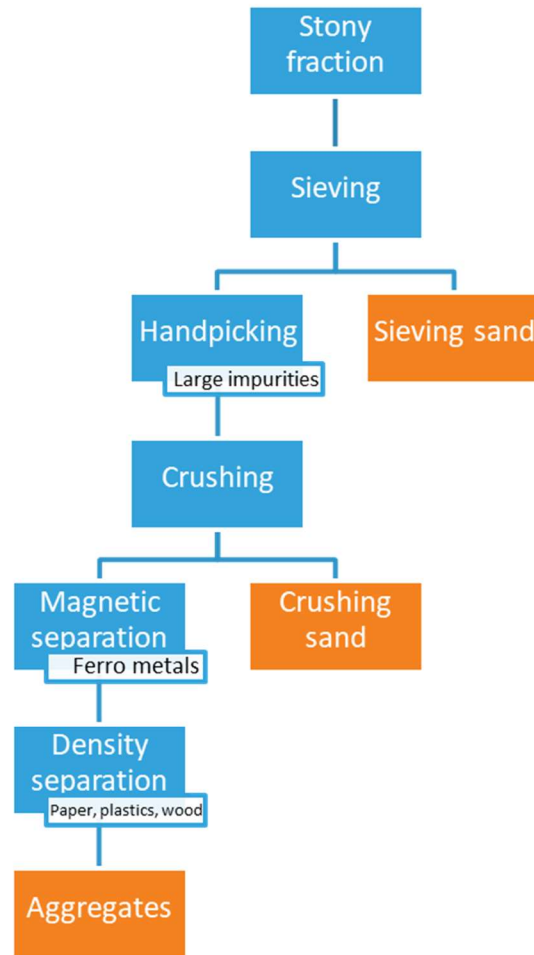 Stony
fraction
Sieving
Handpicking
Large impurities
Sieving sand
Crushing
Magnetic
separation
Ferro metals
Crushing
sand
Density
separation
Paper, plastics, wood
Aggregates